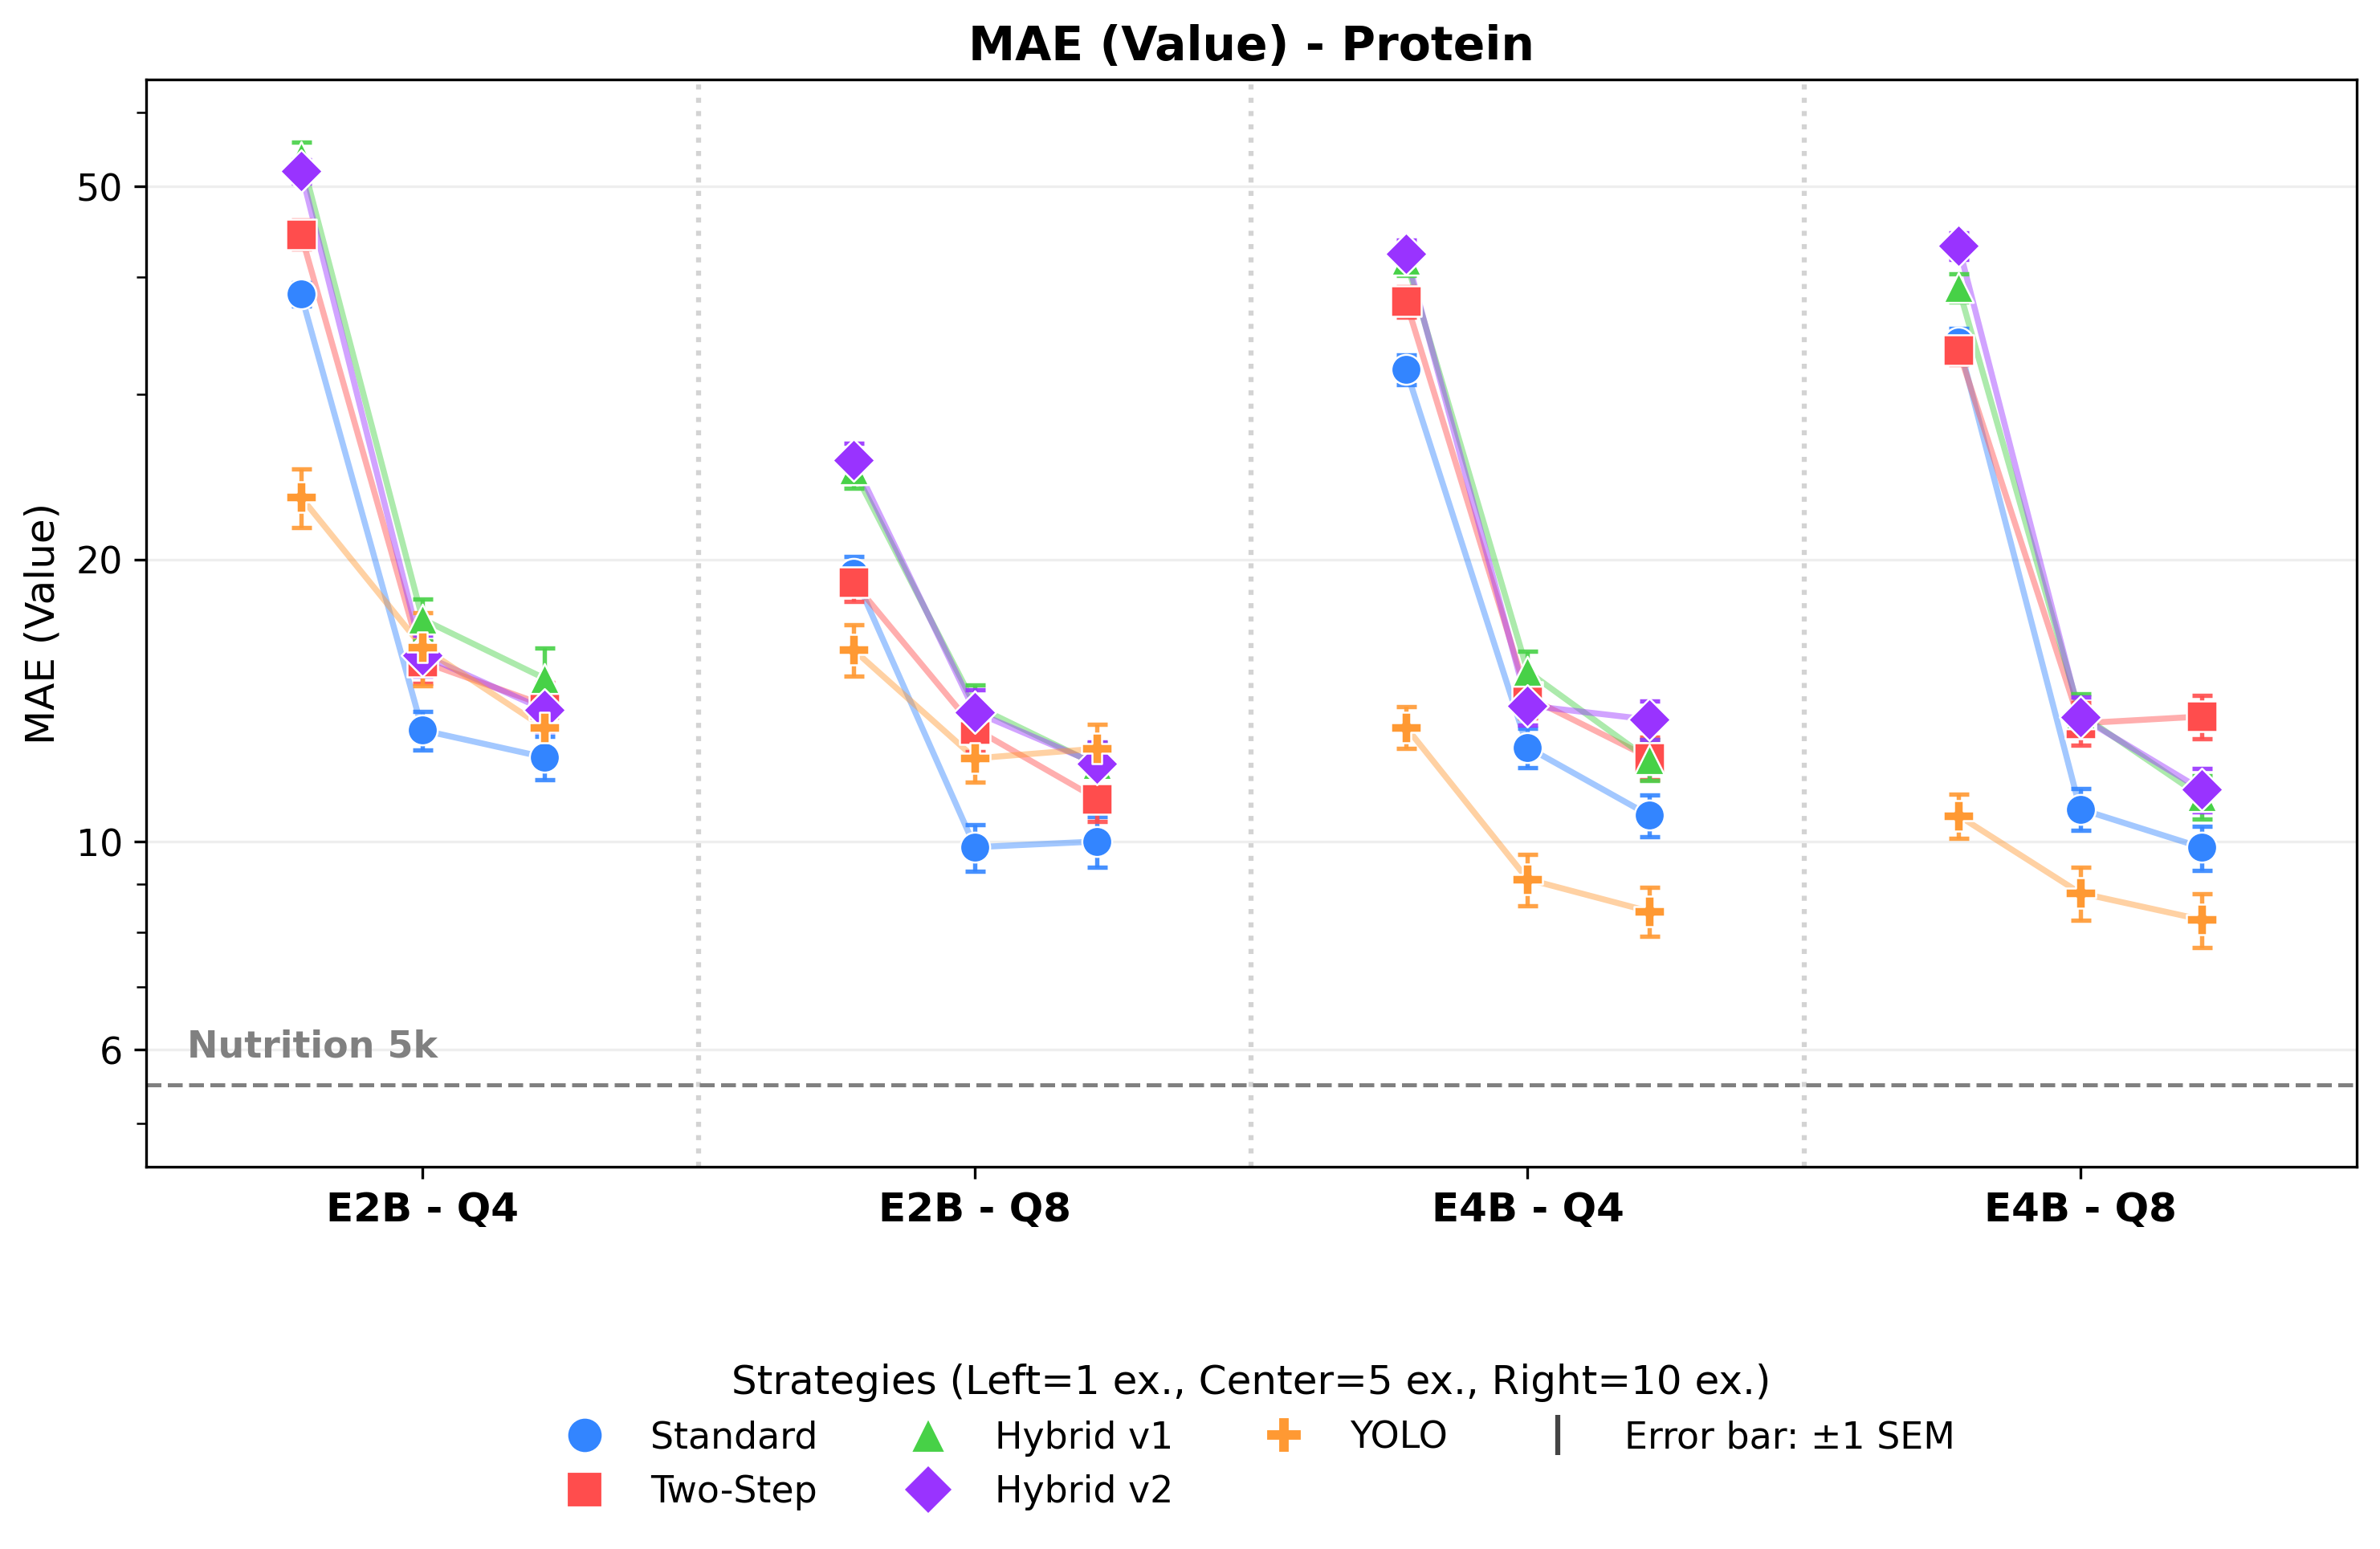 MAE (Value) - Protein
MAE (Value)
50
20
10
6
Nutrition 5k
E2B - Q4
E2B - Q8
E4B - Q4
E4B - Q8
Strategies (Left=1 ex., Center=5 ex., Right=10 ex.)
Standard
Two-Step
Hybrid v1
Hybrid v2
YOLO
Error bar: ±1 SEM